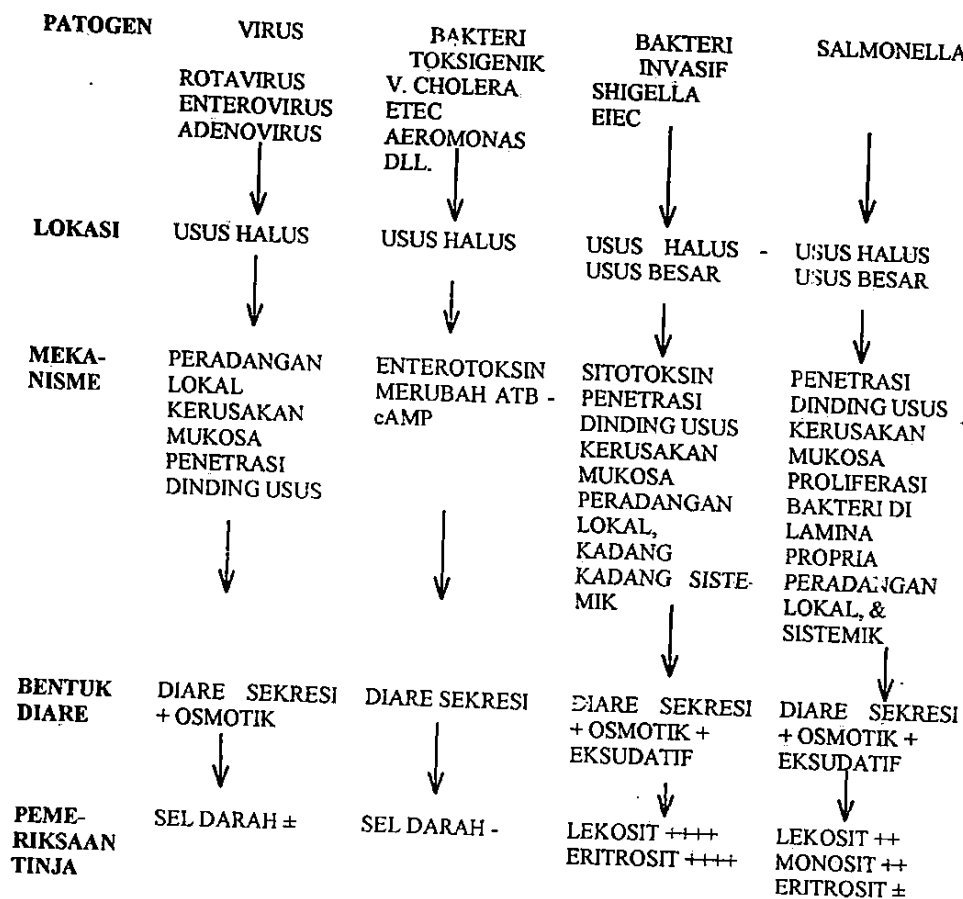 PATOGEN VIRUS BAKTERI TOKSIGENIK BAKTERI INVASIF SALMONELLA
ROTAVIRUS
ENTEROVIRUS
ADENOVIRUS
V. CHOLERA
ETEC
AEROMONAS
DLL.
SHIGELLA
EIEC
LOKASI
USUS HALUS
USUS HALUS
USUS HALUS -
USUS BESAR
USUS HALUS
USUS BESAR
MEKA-
NISME
PERADANGAN
LOKAL
KERUSAKAN
MUKOSA
PENETRASI
DINDING USUS
ENTEROTOKSIN
MERUBAH ATB -
cAMP
SITOTOKSIN
PENETRASI
DINDING USUS
KERUSAKAN
MUKOSA
PERADANGAN
LOKAL,
KADANG
KADANG SISTE-
MIK
PENETRASI
DINDING USUS
KERUSAKAN
MUKOSA
PROLIFERASI
BAKTERI DI
LAMINA
PROPRIA
PERADANGAN
LOKAL, &
SISTEMIK
BENTUK
DIARE
DIARE SEKRESI
+ OSMOTIK
DIARE SEKRESI
DIARE SEKRESI
+ OSMOTIK +
EKSUDATIF
DIARE SEKRESI
+ OSMOTIK +
EKSUDATIF
PEME-
RIKSAAN
TINJA
SEL DARAH ±
SEL DARAH -
LEKOSIT ++++
ERITROSIT ++++
LEKOSIT ++
MONOSIT ++
ERITROSIT ±